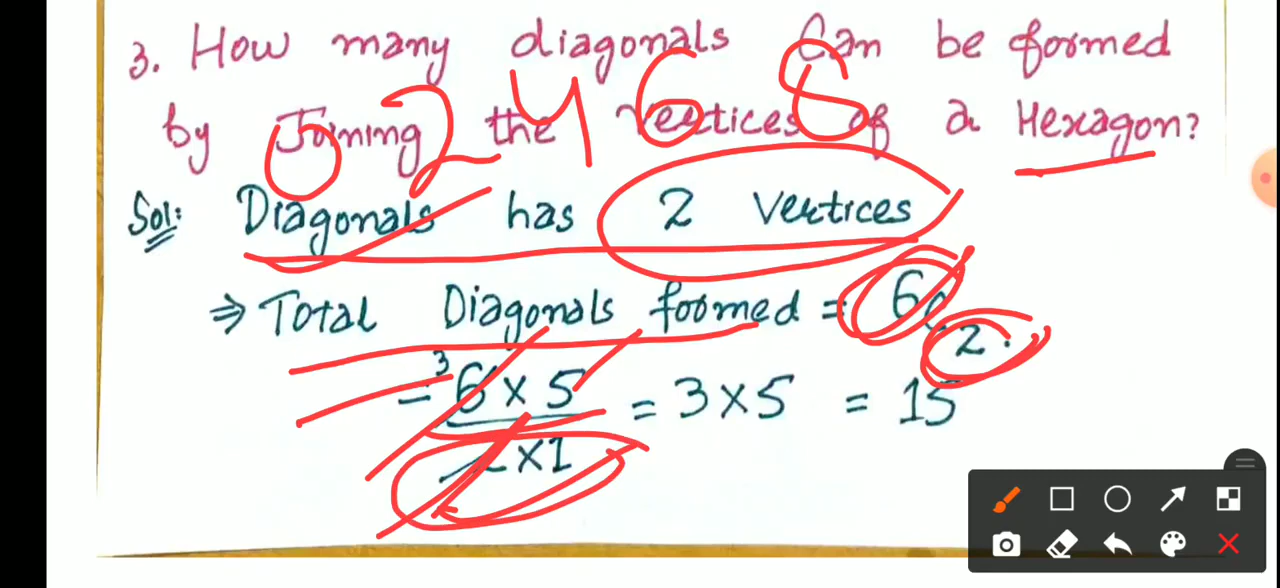 3. How many diagonals Can be formed
0 2 4 6 8
by Joining the vertices of a Hexagon?
Sol: Diagonals has 2 vertices
⇒ Total Diagonals formed = 6C2.
= 3 6 × 5 / 2 × 1 = 3 × 5 = 15